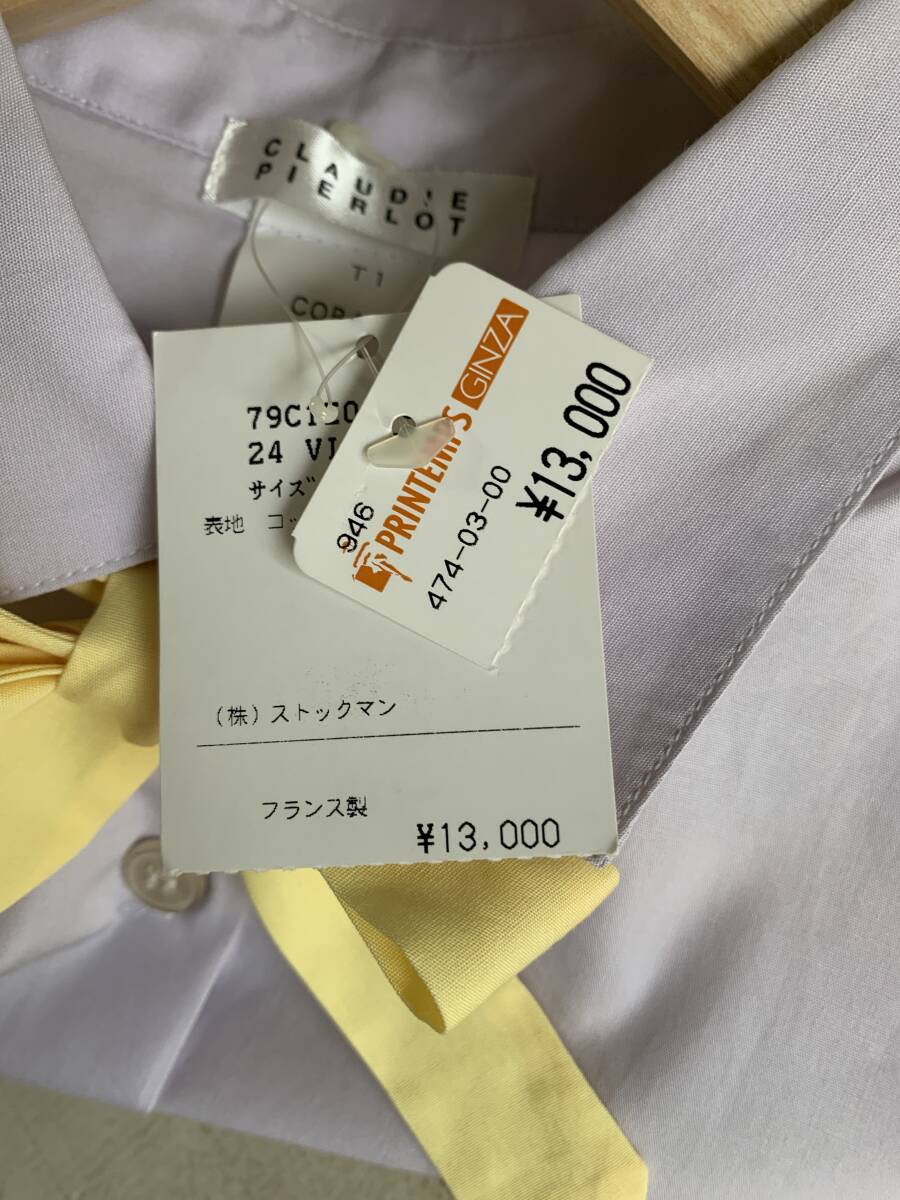 CLAUDIE
PIERLOT
T1
79C1E0
24 VI
サイズ
表地 コッ
(株)ストックマン
フランス製
¥13,000
PRINTEMPS GINZA
946
474-03-00
¥13,000